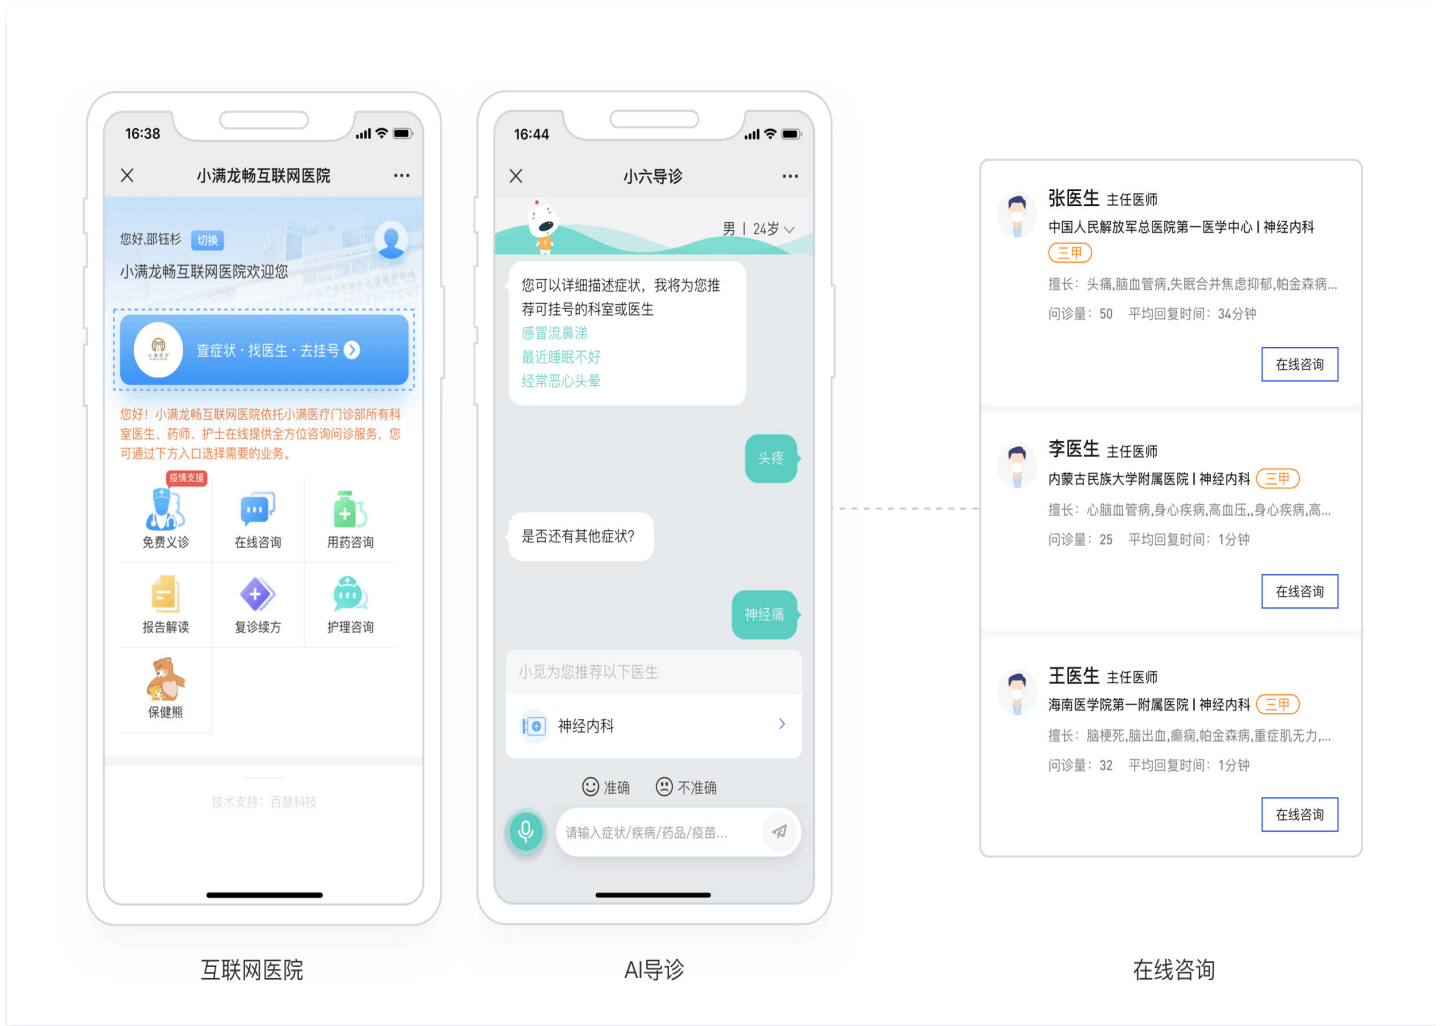 16:38
小满龙畅互联网医院
您好,邵钰杉 切换
小满龙畅互联网医院欢迎您
小满医疗
查症状·找医生·去挂号
您好！小满龙畅互联网医院依托小满医疗门诊部所有科
室医生、药师、护士在线提供全方位咨询问诊服务，您
可通过下方入口选择需要的业务。
疫情支援
免费义诊 在线咨询 用药咨询
报告解读 复诊续方 护理咨询
保健熊
技术支持：百慧科技
互联网医院
16:44
小六导诊
男 | 24岁
您可以详细描述症状，我将为您推
荐可挂号的科室或医生
感冒流鼻涕
最近睡眠不好
经常恶心头晕
头疼
是否还有其他症状?
神经痛
小觅为您推荐以下医生
神经内科
准确 不准确
请输入症状/疾病/药品/疫苗...
AI导诊
张医生 主任医师
中国人民解放军总医院第一医学中心 | 神经内科
三甲
擅长：头痛,脑血管病,失眠合并焦虑抑郁,帕金森病...
问诊量：50 平均回复时间：34分钟
在线咨询
李医生 主任医师
内蒙古民族大学附属医院 | 神经内科 三甲
擅长：心脑血管病,身心疾病,高血压,,身心疾病,高...
问诊量：25 平均回复时间：1分钟
在线咨询
王医生 主任医师
海南医学院第一附属医院 | 神经内科 三甲
擅长：脑梗死,脑出血,癫痫,帕金森病,重症肌无力,...
问诊量：32 平均回复时间：1分钟
在线咨询
在线咨询